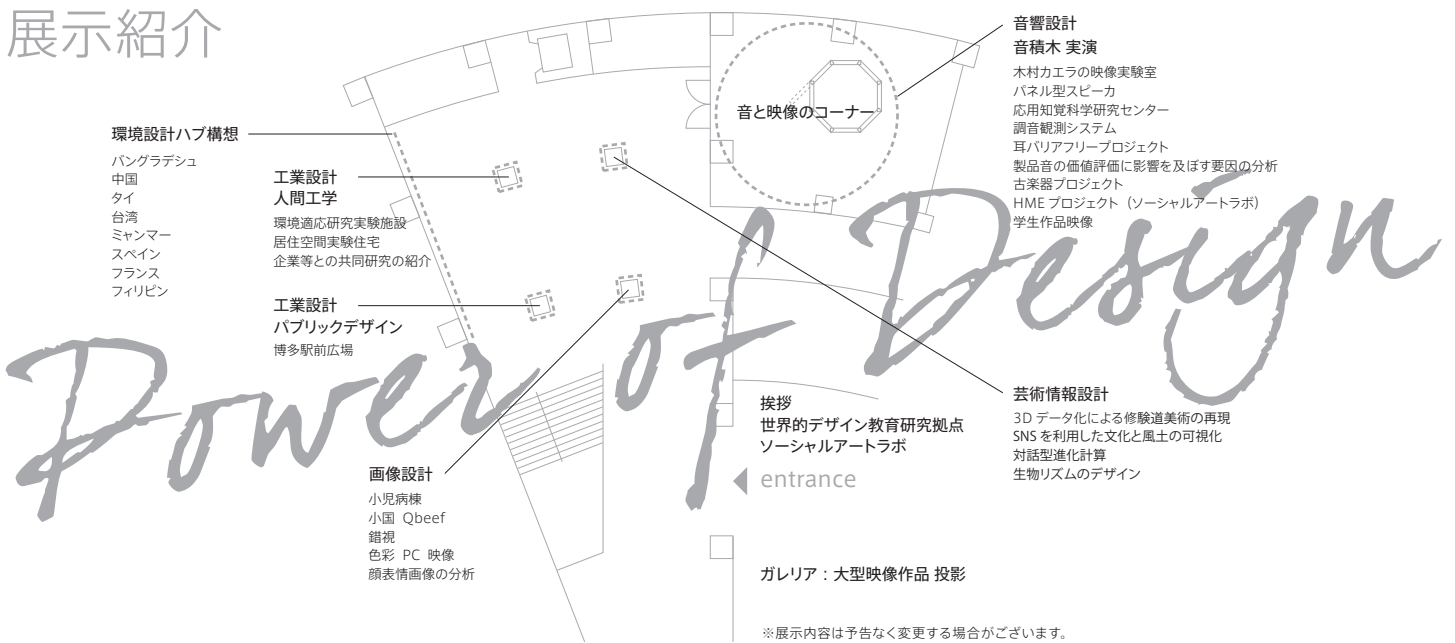 展示紹介
環境設計ハブ構想
バングラデシュ
中国
タイ
台湾
ミャンマー
スペイン
フランス
フィリピン
工業設計
人間工学
環境適応研究実験施設
居住空間実験住宅
企業等との共同研究の紹介
工業設計
パブリックデザイン
博多駅前広場
画像設計
小児病棟
小国 Qbeef
錯視
色彩 PC 映像
顔表情画像の分析
音と映像のコーナー
音響設計
音積木 実演
木村カエラの映像実験室
パネル型スピーカ
応用知覚科学研究センター
調音観測システム
耳バリアフリープロジェクト
製品音の価値評価に影響を及ぼす要因の分析
古楽器プロジェクト
HME プロジェクト（ソーシャルアートラボ）
学生作品映像
Power of Design
挨拶
世界的デザイン教育研究拠点
ソーシャルアートラボ
entrance
芸術情報設計
3D データ化による修験道美術の再現
SNS を利用した文化と風土の可視化
対話型進化計算
生物リズムのデザイン
ガレリア：大型映像作品 投影
※展示内容は予告なく変更する場合がございます。